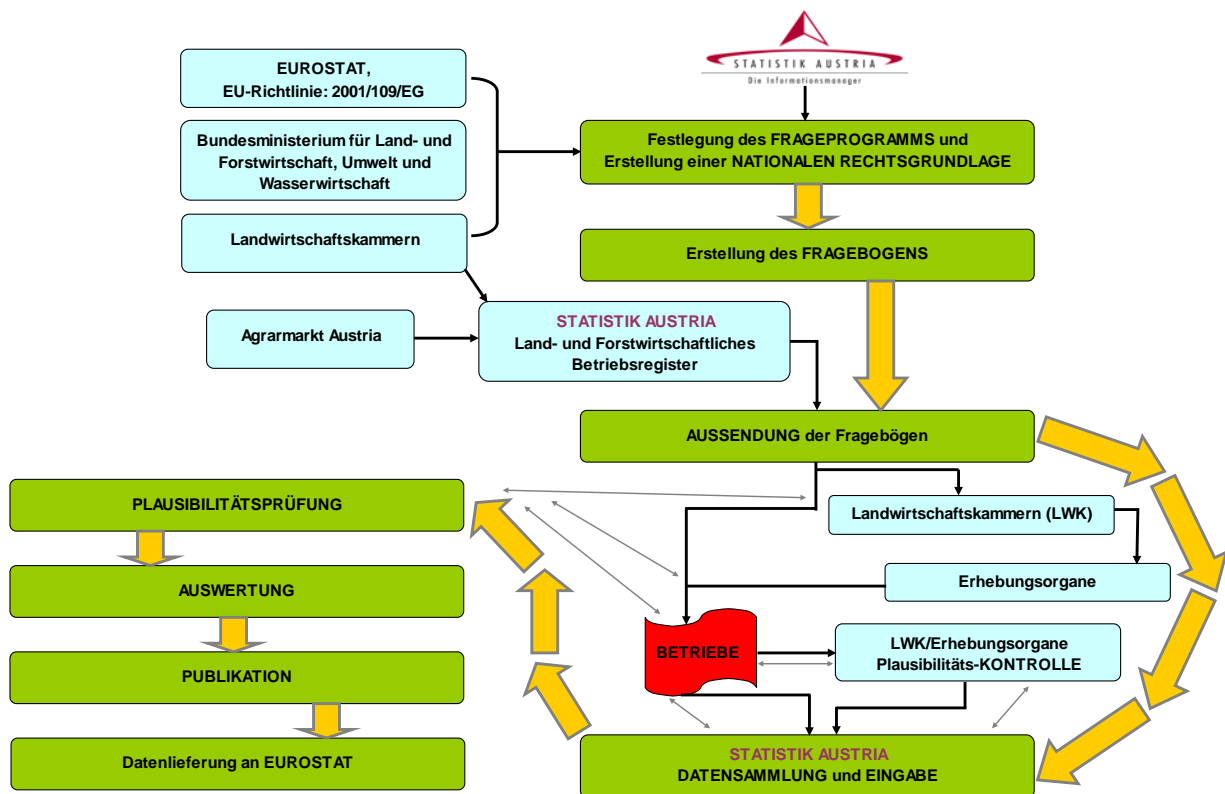 STATISTIK AUSTRIA
Die Informationsmanager
EUROSTAT,
EU-Richtlinie: 2001/109/EG
Bundesministerium für Land- und
Forstwirtschaft, Umwelt und
Wasserwirtschaft
Landwirtschaftskammern
Festlegung des FRAGEPROGRAMMS und
Erstellung einer NATIONALEN RECHTSGRUNDLAGE
Erstellung des FRAGEBOGENS
Agrarmarkt Austria
STATISTIK AUSTRIA
Land- und Forstwirtschaftliches
Betriebsregister
AUSSENDUNG der Fragebögen
Landwirtschaftskammern (LWK)
Erhebungsorgane
BETRIEBE
LWK/Erhebungsorgane
Plausibilitäts-KONTROLLE
STATISTIK AUSTRIA
DATENSAMMLUNG und EINGABE
PLAUSIBILITÄTSPRÜFUNG
AUSWERTUNG
PUBLIKATION
Datenlieferung an EUROSTAT